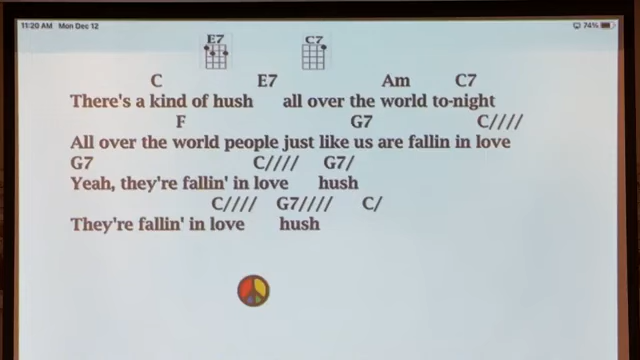 11:20 AM Mon Dec 12
74%
E7 C7
C E7 Am C7
There's a kind of hush all over the world to-night
F G7 C////
All over the world people just like us are fallin in love
G7 C//// G7/
Yeah, they're fallin' in love hush
C//// G7//// C/
They're fallin' in love hush